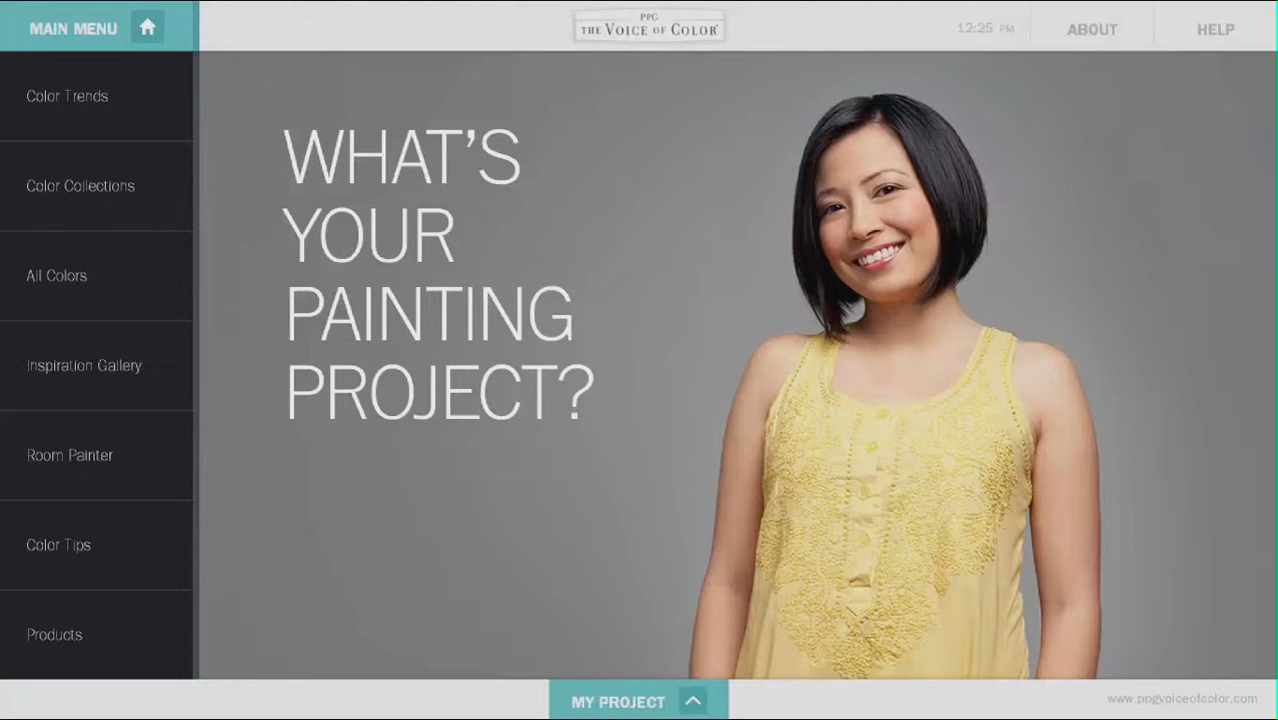 MAIN MENU
PPG
THE VOICE OF COLOR®
12:25 PM
ABOUT
HELP
Color Trends
Color Collections
All Colors
Inspiration Gallery
Room Painter
Color Tips
Products
WHAT'S
YOUR
PAINTING
PROJECT?
MY PROJECT
www.ppgvoiceofcolor.com